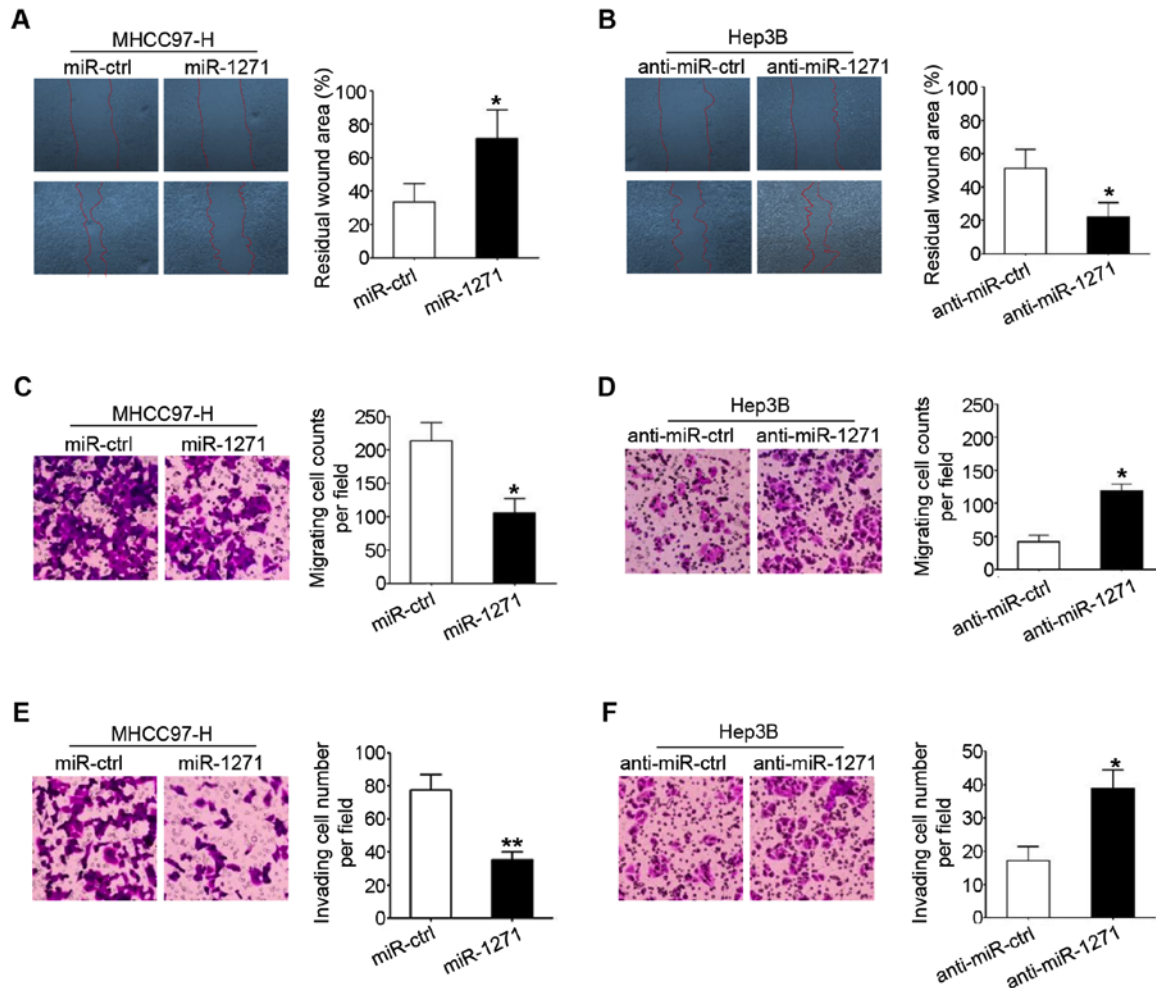 A
MHCC97-H
miR-ctrl miR-1271
Residual wound area (%)
100
80
60
40
20
0
*
miR-ctrl
miR-1271
B
Hep3B
anti-miR-ctrl anti-miR-1271
Residual wound area (%)
100
80
60
40
20
0
*
anti-miR-ctrl
anti-miR-1271
C
MHCC97-H
miR-ctrl miR-1271
Migrating cell counts
per field
250
200
150
100
50
0
*
miR-ctrl
miR-1271
D
Hep3B
anti-miR-ctrl anti-miR-1271
Migrating cell counts
per field
250
200
150
100
50
0
*
anti-miR-ctrl
anti-miR-1271
E
MHCC97-H
miR-ctrl miR-1271
Invading cell number
per field
100
80
60
40
20
0
**
miR-ctrl
miR-1271
F
Hep3B
anti-miR-ctrl anti-miR-1271
Invading cell number
per field
50
40
30
20
10
0
*
anti-miR-ctrl
anti-miR-1271